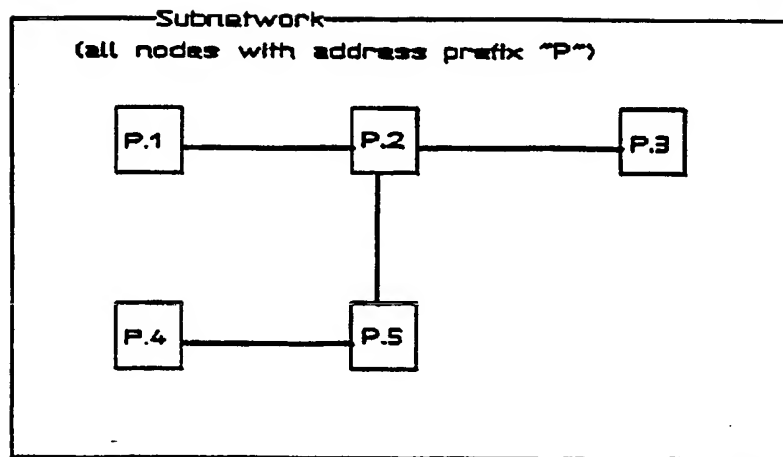 Subnetwork
(all nodes with address prefix "P")
P.1
P.2
P.3
P.4
P.5